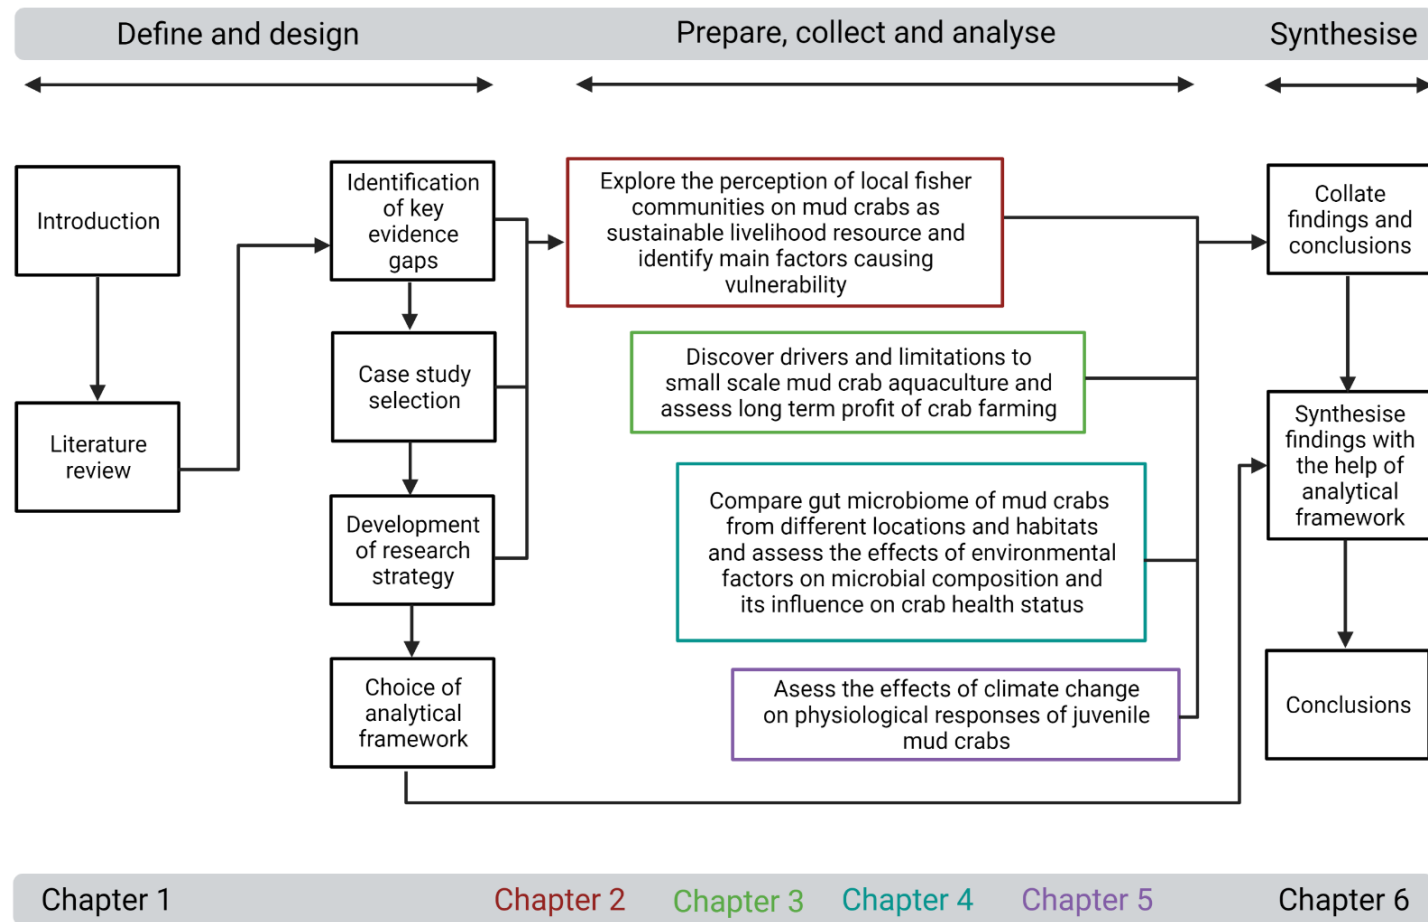 Define and design
Prepare, collect and analyse
Synthesise
Introduction
Literature
review
Identification
of key
evidence
gaps
Case study
selection
Development
of research
strategy
Choice of
analytical
framework
Explore the perception of local fisher
communities on mud crabs as
sustainable livelihood resource and
identify main factors causing
vulnerability
Discover drivers and limitations to
small scale mud crab aquaculture and
assess long term profit of crab farming
Compare gut microbiome of mud crabs
from different locations and habitats
and assess the effects of environmental
factors on microbial composition and
its influence on crab health status
Asess the effects of climate change
on physiological responses of juvenile
mud crabs
Collate
findings and
conclusions
Synthesise
findings with
the help of
analytical
framework
Conclusions
Chapter 1
Chapter 2
Chapter 3
Chapter 4
Chapter 5
Chapter 6